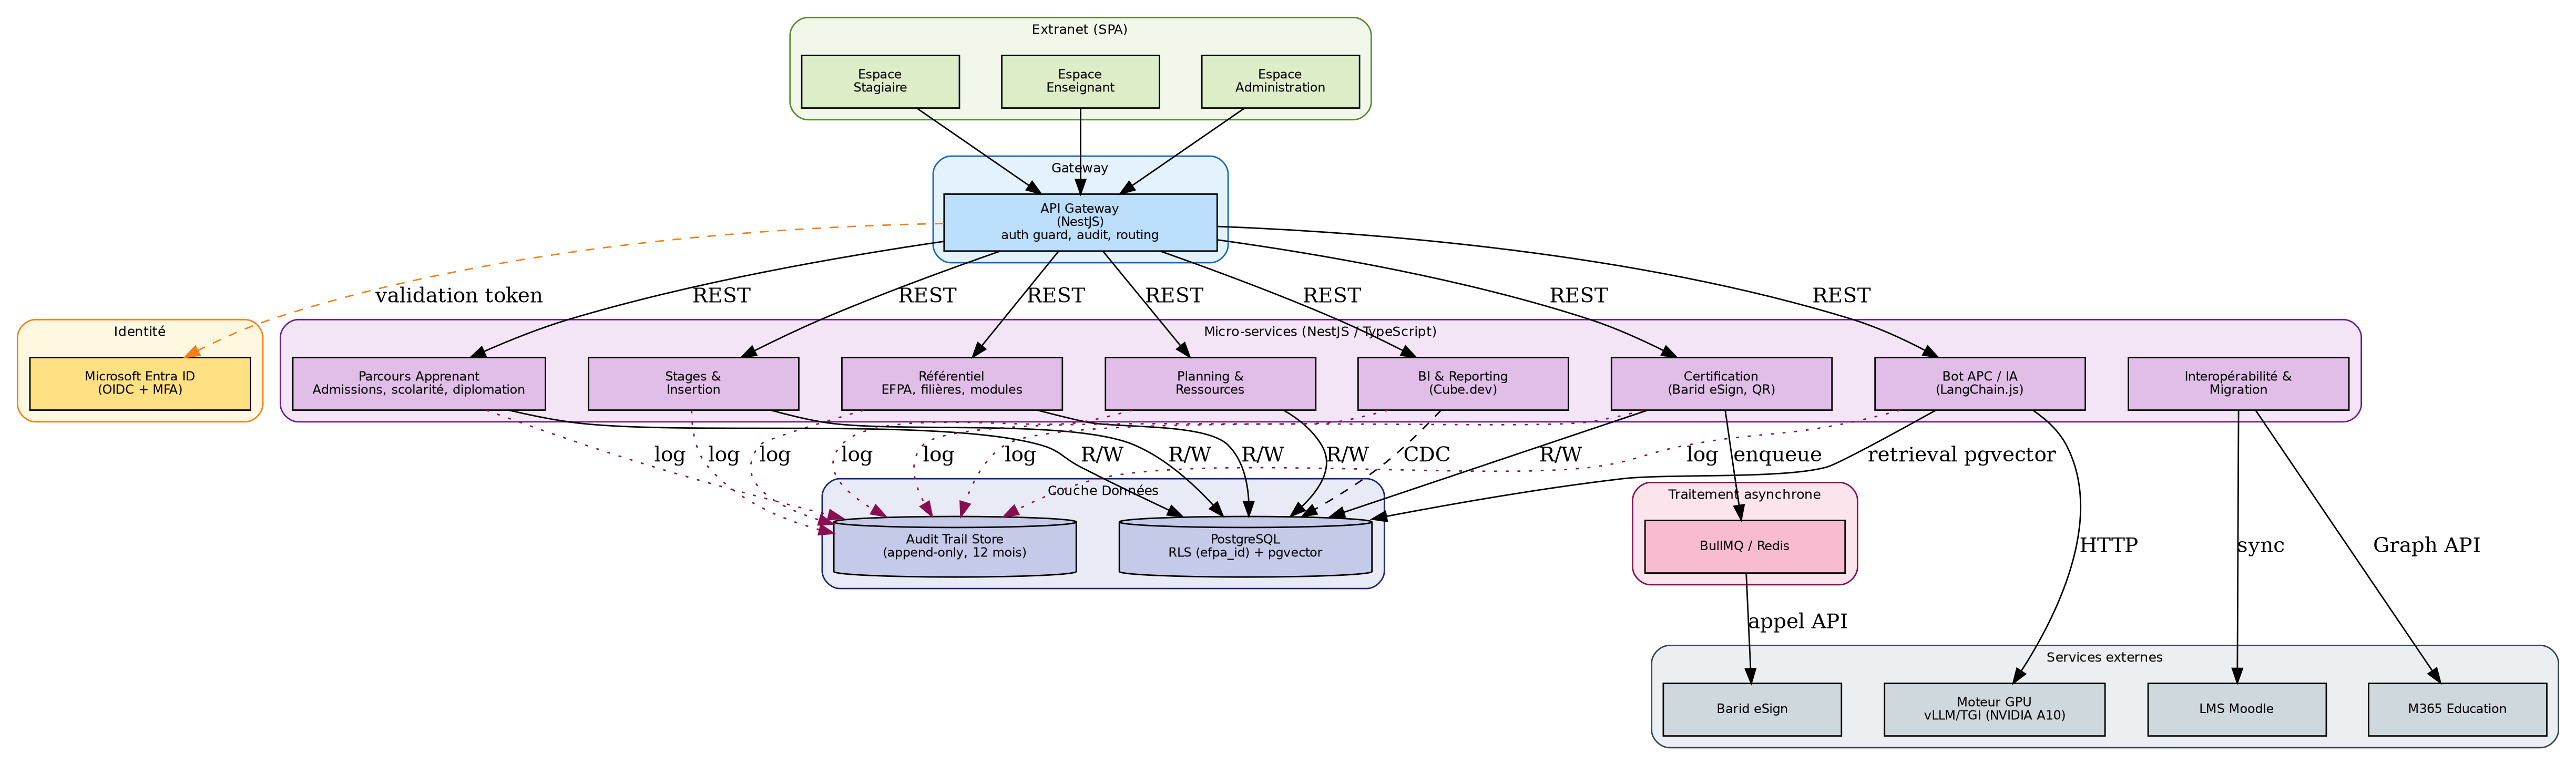 Extranet (SPA)
Espace
Stagiaire
Espace
Enseignant
Espace
Administration
Gateway
API Gateway
(NestJS)
auth guard, audit, routing
validation token
REST
REST
REST
REST
REST
REST
REST
Identité
Microsoft Entra ID
(OIDC + MFA)
Micro-services (NestJS / TypeScript)
Parcours Apprenant
Admissions, scolarité, diplomation
Stages &
Insertion
Référentiel
EFPA, filières, modules
Planning &
Ressources
BI & Reporting
(Cube.dev)
Certification
(Barid eSign, QR)
Bot APC / IA
(LangChain.js)
Interopérabilité &
Migration
log
log
log
log
log
log
R/W
R/W
R/W
R/W
CDC
R/W
log
enqueue
retrieval pgvector
Couche Données
Audit Trail Store
(append-only, 12 mois)
PostgreSQL
RLS (efpa_id) + pgvector
Traitement asynchrone
BullMQ / Redis
HTTP
sync
Graph API
appel API
Services externes
Barid eSign
Moteur GPU
vLLM/TGI (NVIDIA A10)
LMS Moodle
M365 Education